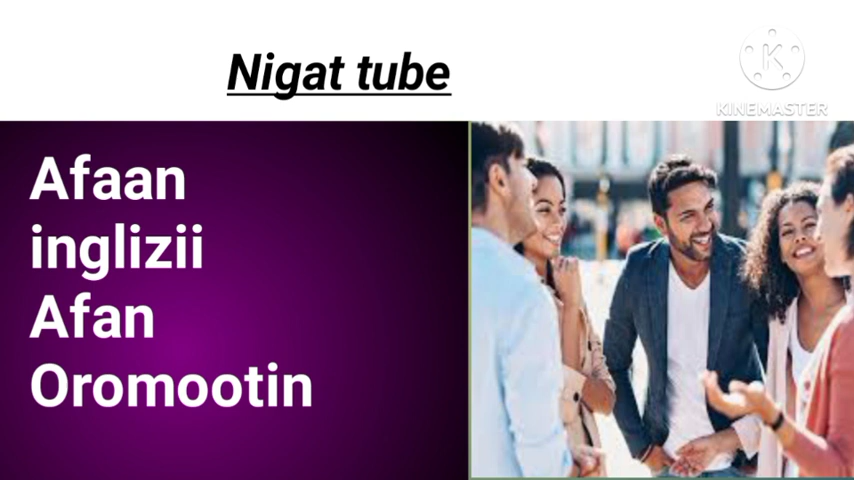 Nigat tube
KINEMASTER
Afaan
inglizii
Afan
Oromootin